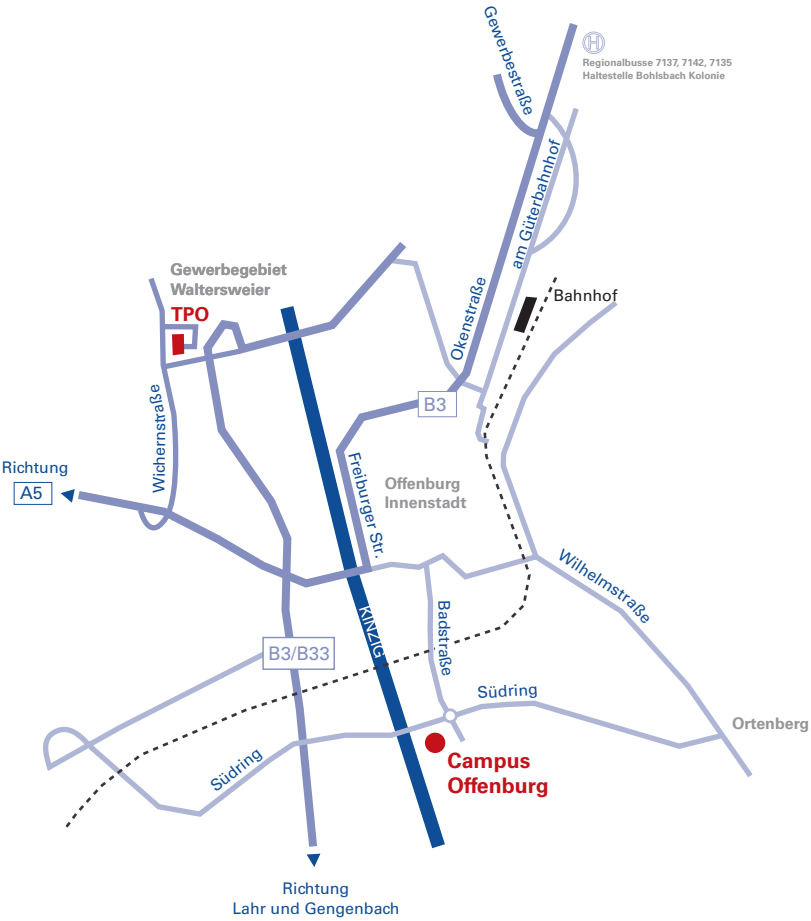 Gewerbestraße
H
Regionalbusse 7137, 7142, 7135
Haltestelle Bohlsbach Kolonie
am Güterbahnhof
Gewerbegebiet
Waltersweier
TPO
Okenstraße
Bahnhof
B3
Wichernstraße
Richtung
A5
Freiburger Str.
Offenburg
Innenstadt
Wilhelmstraße
KINZIG
Badstraße
B3/B33
Südring
Ortenberg
Südring
Campus
Offenburg
Richtung
Lahr und Gengenbach